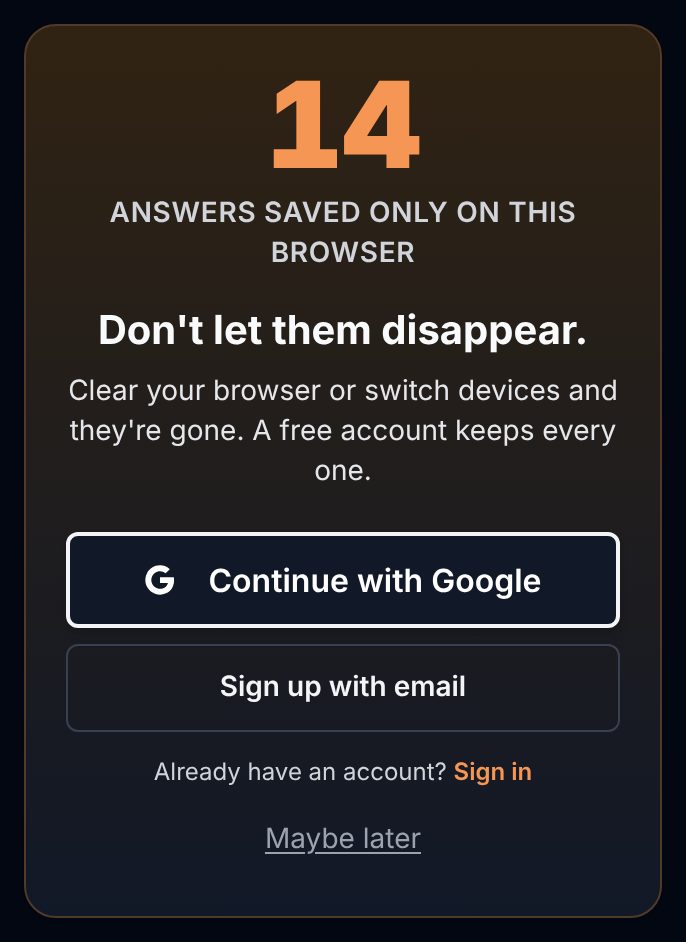 14
ANSWERS SAVED ONLY ON THIS
BROWSER
Don't let them disappear.
Clear your browser or switch devices and
they're gone. A free account keeps every
one.
Continue with Google
Sign up with email
Already have an account? Sign in
Maybe later